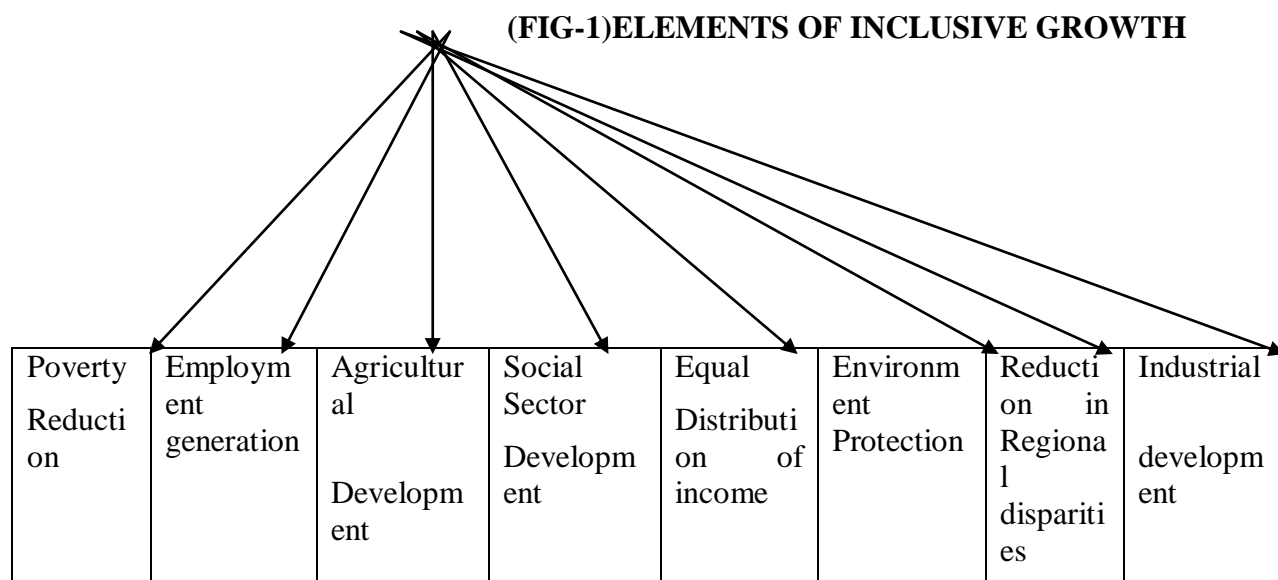 (FIG-1)ELEMENTS OF INCLUSIVE GROWTH
Poverty
Reducti
on
Employm
ent
generation
Agricultur
al
Developm
ent
Social
Sector
Developm
ent
Equal
Distributi
on of
income
Environm
ent
Protection
Reducti
on in
Regiona
l
dispariti
es
Industrial
developm
ent